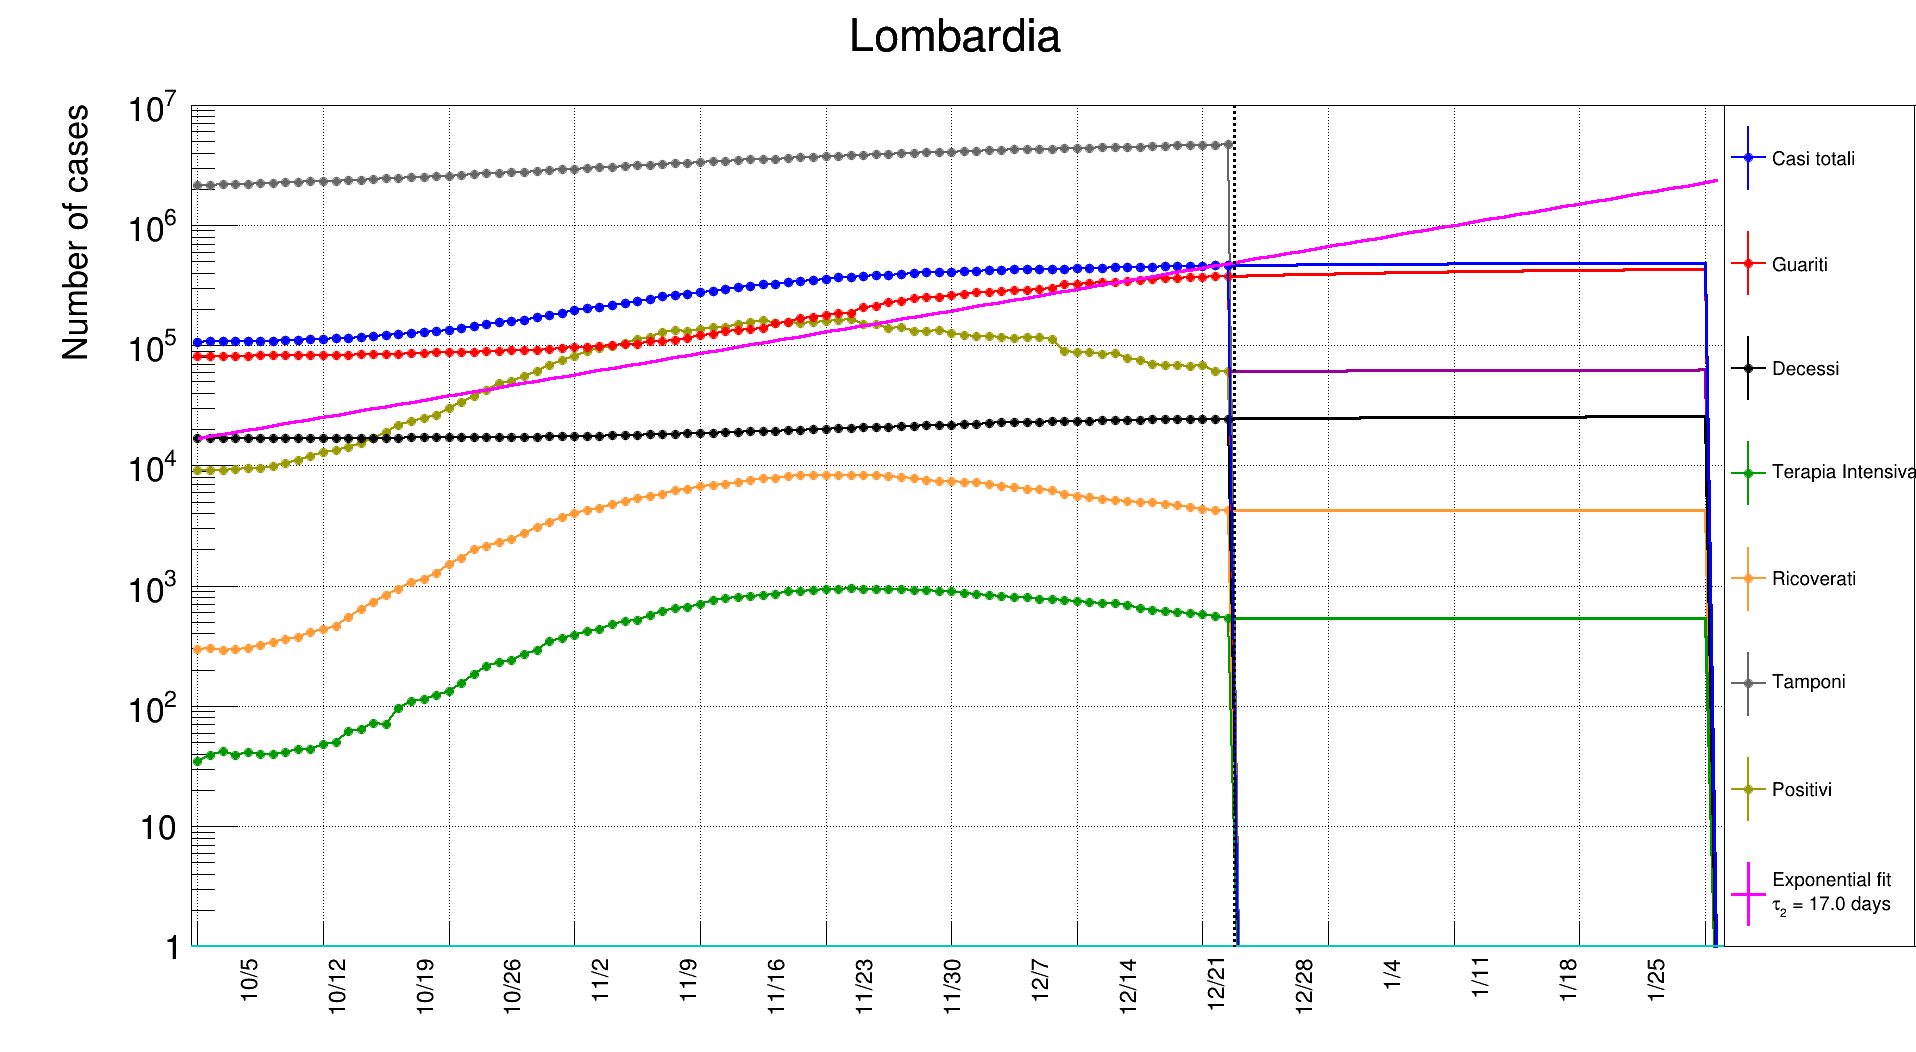 Lombardia
Number of cases
10^7
10^6
10^5
10^4
10^3
10^2
10
1
10/5
10/12
10/19
10/26
11/2
11/9
11/16
11/23
11/30
12/7
12/14
12/21
12/28
1/4
1/11
1/18
1/25
Casi totali
Guariti
Decessi
Terapia Intensiva
Ricoverati
Tamponi
Positivi
Exponential fit
τ_2 = 17.0 days